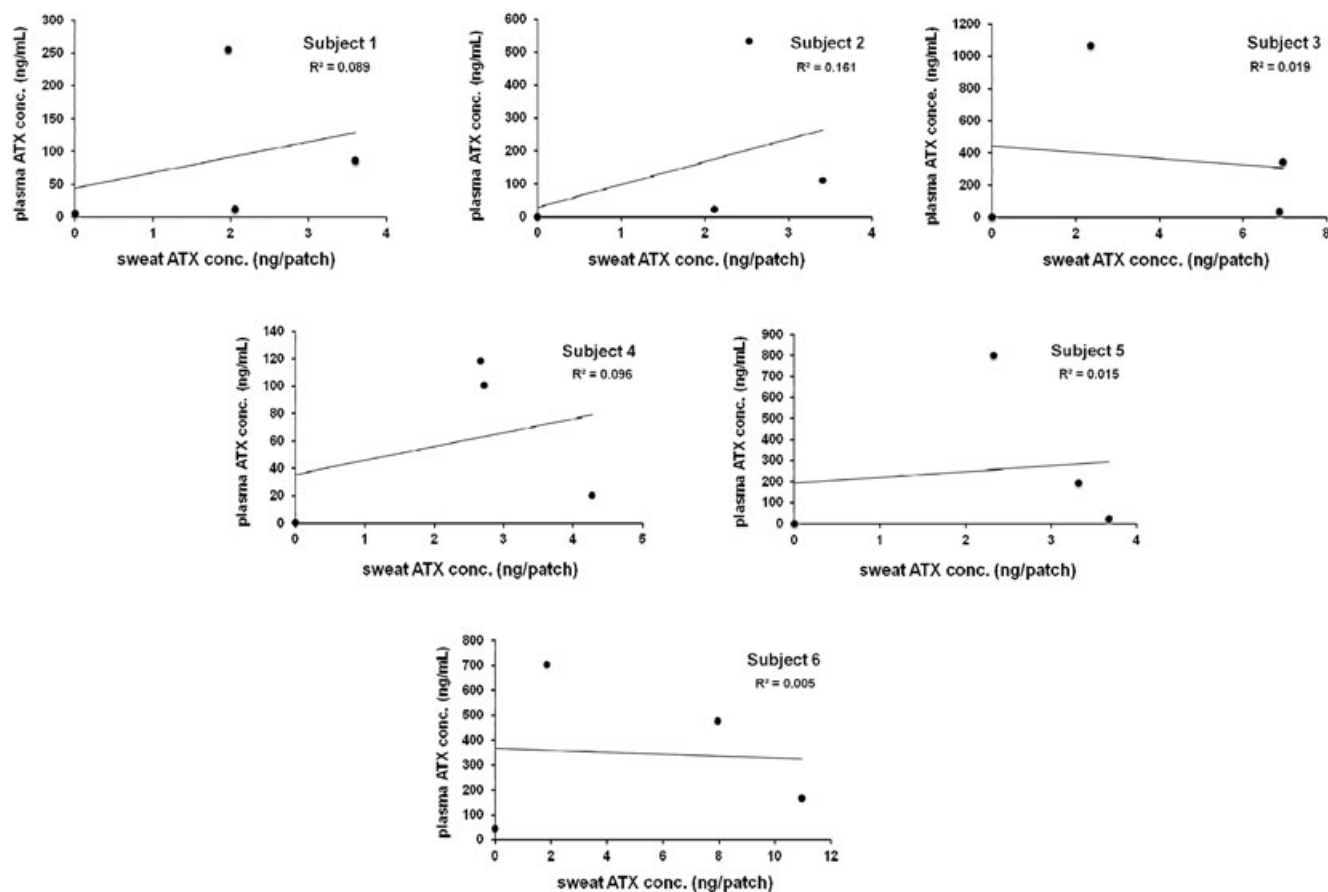 Subject 1
R² = 0.089
plasma ATX conc. (ng/mL)
300
250
200
150
100
50
0
0 1 2 3 4
sweat ATX conc. (ng/patch)
Subject 2
R² = 0.161
plasma ATX conc. (ng/mL)
600
500
400
300
200
100
0
0 1 2 3 4
sweat ATX conc. (ng/patch)
Subject 3
R² = 0.019
plasma ATX conce. (ng/mL)
1200
1000
800
600
400
200
0
0 2 4 6 8
sweat ATX concc. (ng/patch)
Subject 4
R² = 0.096
plasma ATX conc. (ng/mL)
140
120
100
80
60
40
20
0
0 1 2 3 4 5
sweat ATX conc. (ng/patch)
Subject 5
R² = 0.015
plasma ATX conc. (ng/mL)
900
800
700
600
500
400
300
200
100
0
0 1 2 3 4
sweat ATX conc. (ng/patch)
Subject 6
R² = 0.005
plasma ATX conc. (ng/mL)
800
700
600
500
400
300
200
100
0
0 2 4 6 8 10 12
sweat ATX conc. (ng/patch)